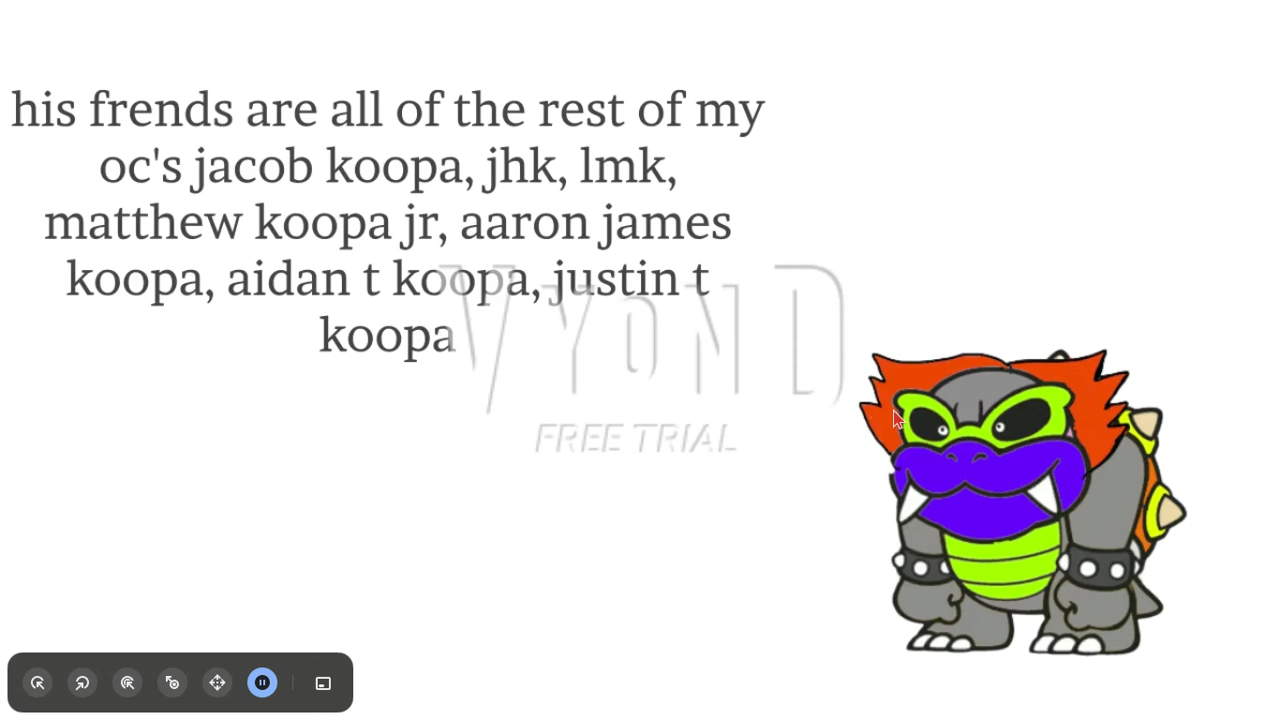 his frends are all of the rest of my
oc's jacob koopa, jhk, lmk,
matthew koopa jr, aaron james
koopa, aidan t koopa, justin t
koopa
VYOND
FREE TRIAL